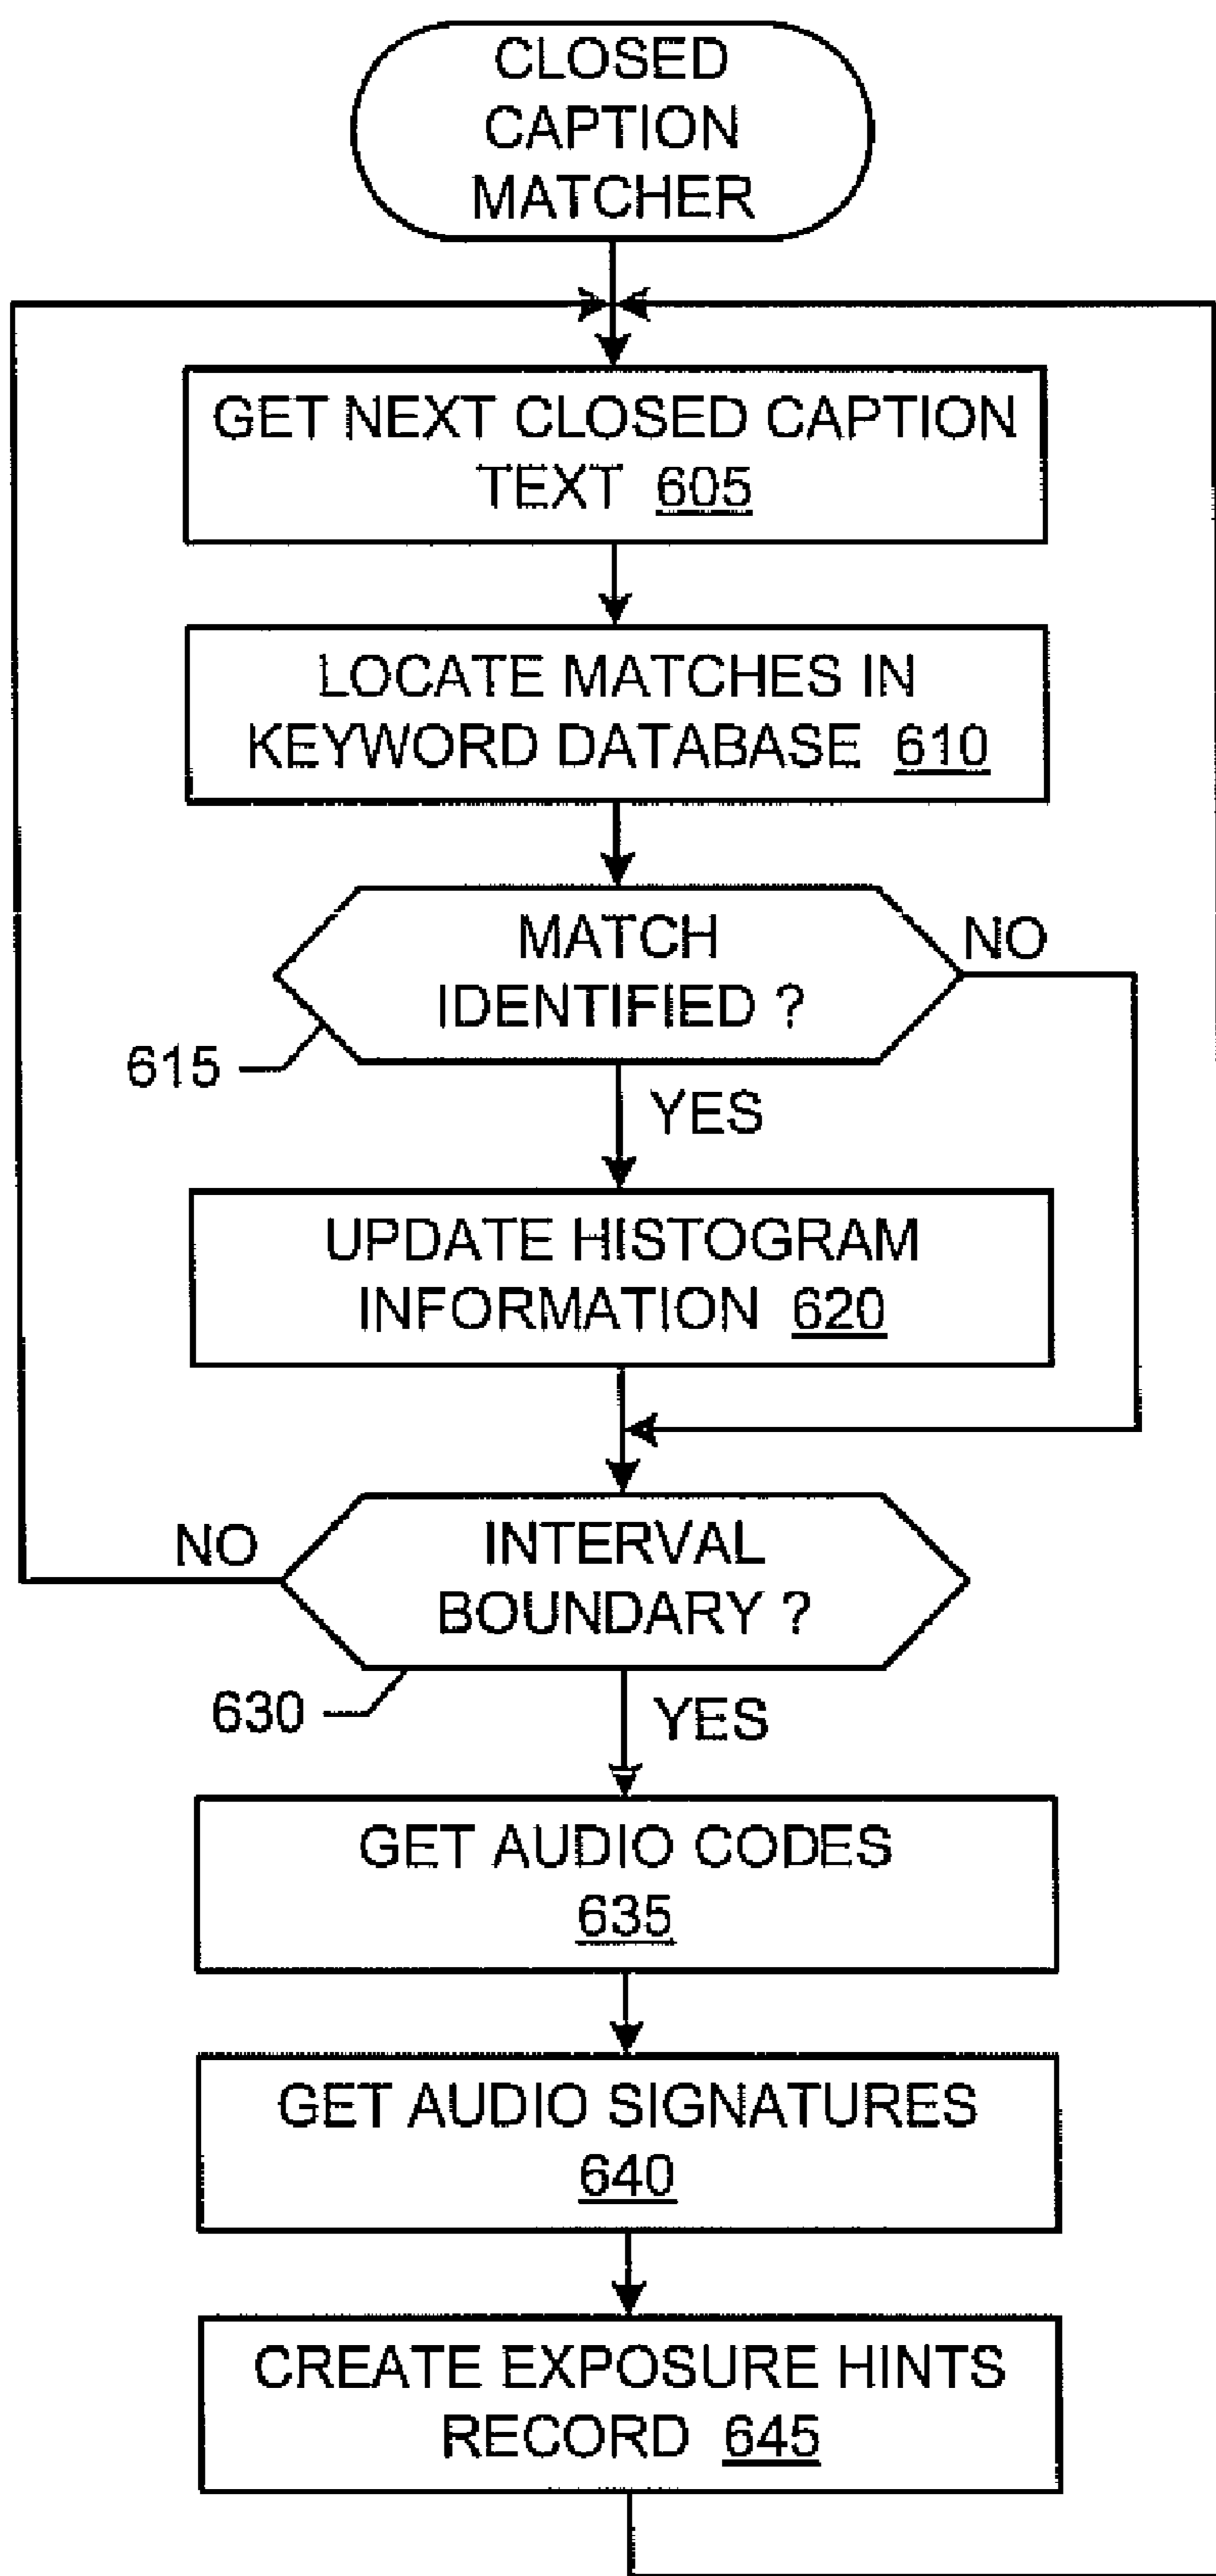 CLOSED
CAPTION
MATCHER
GET NEXT CLOSED CAPTION
TEXT 605
LOCATE MATCHES IN
KEYWORD DATABASE 610
MATCH
IDENTIFIED ?
NO
615
YES
UPDATE HISTOGRAM
INFORMATION 620
NO
INTERVAL
BOUNDARY ?
630
YES
GET AUDIO CODES
635
GET AUDIO SIGNATURES
640
CREATE EXPOSURE HINTS
RECORD 645